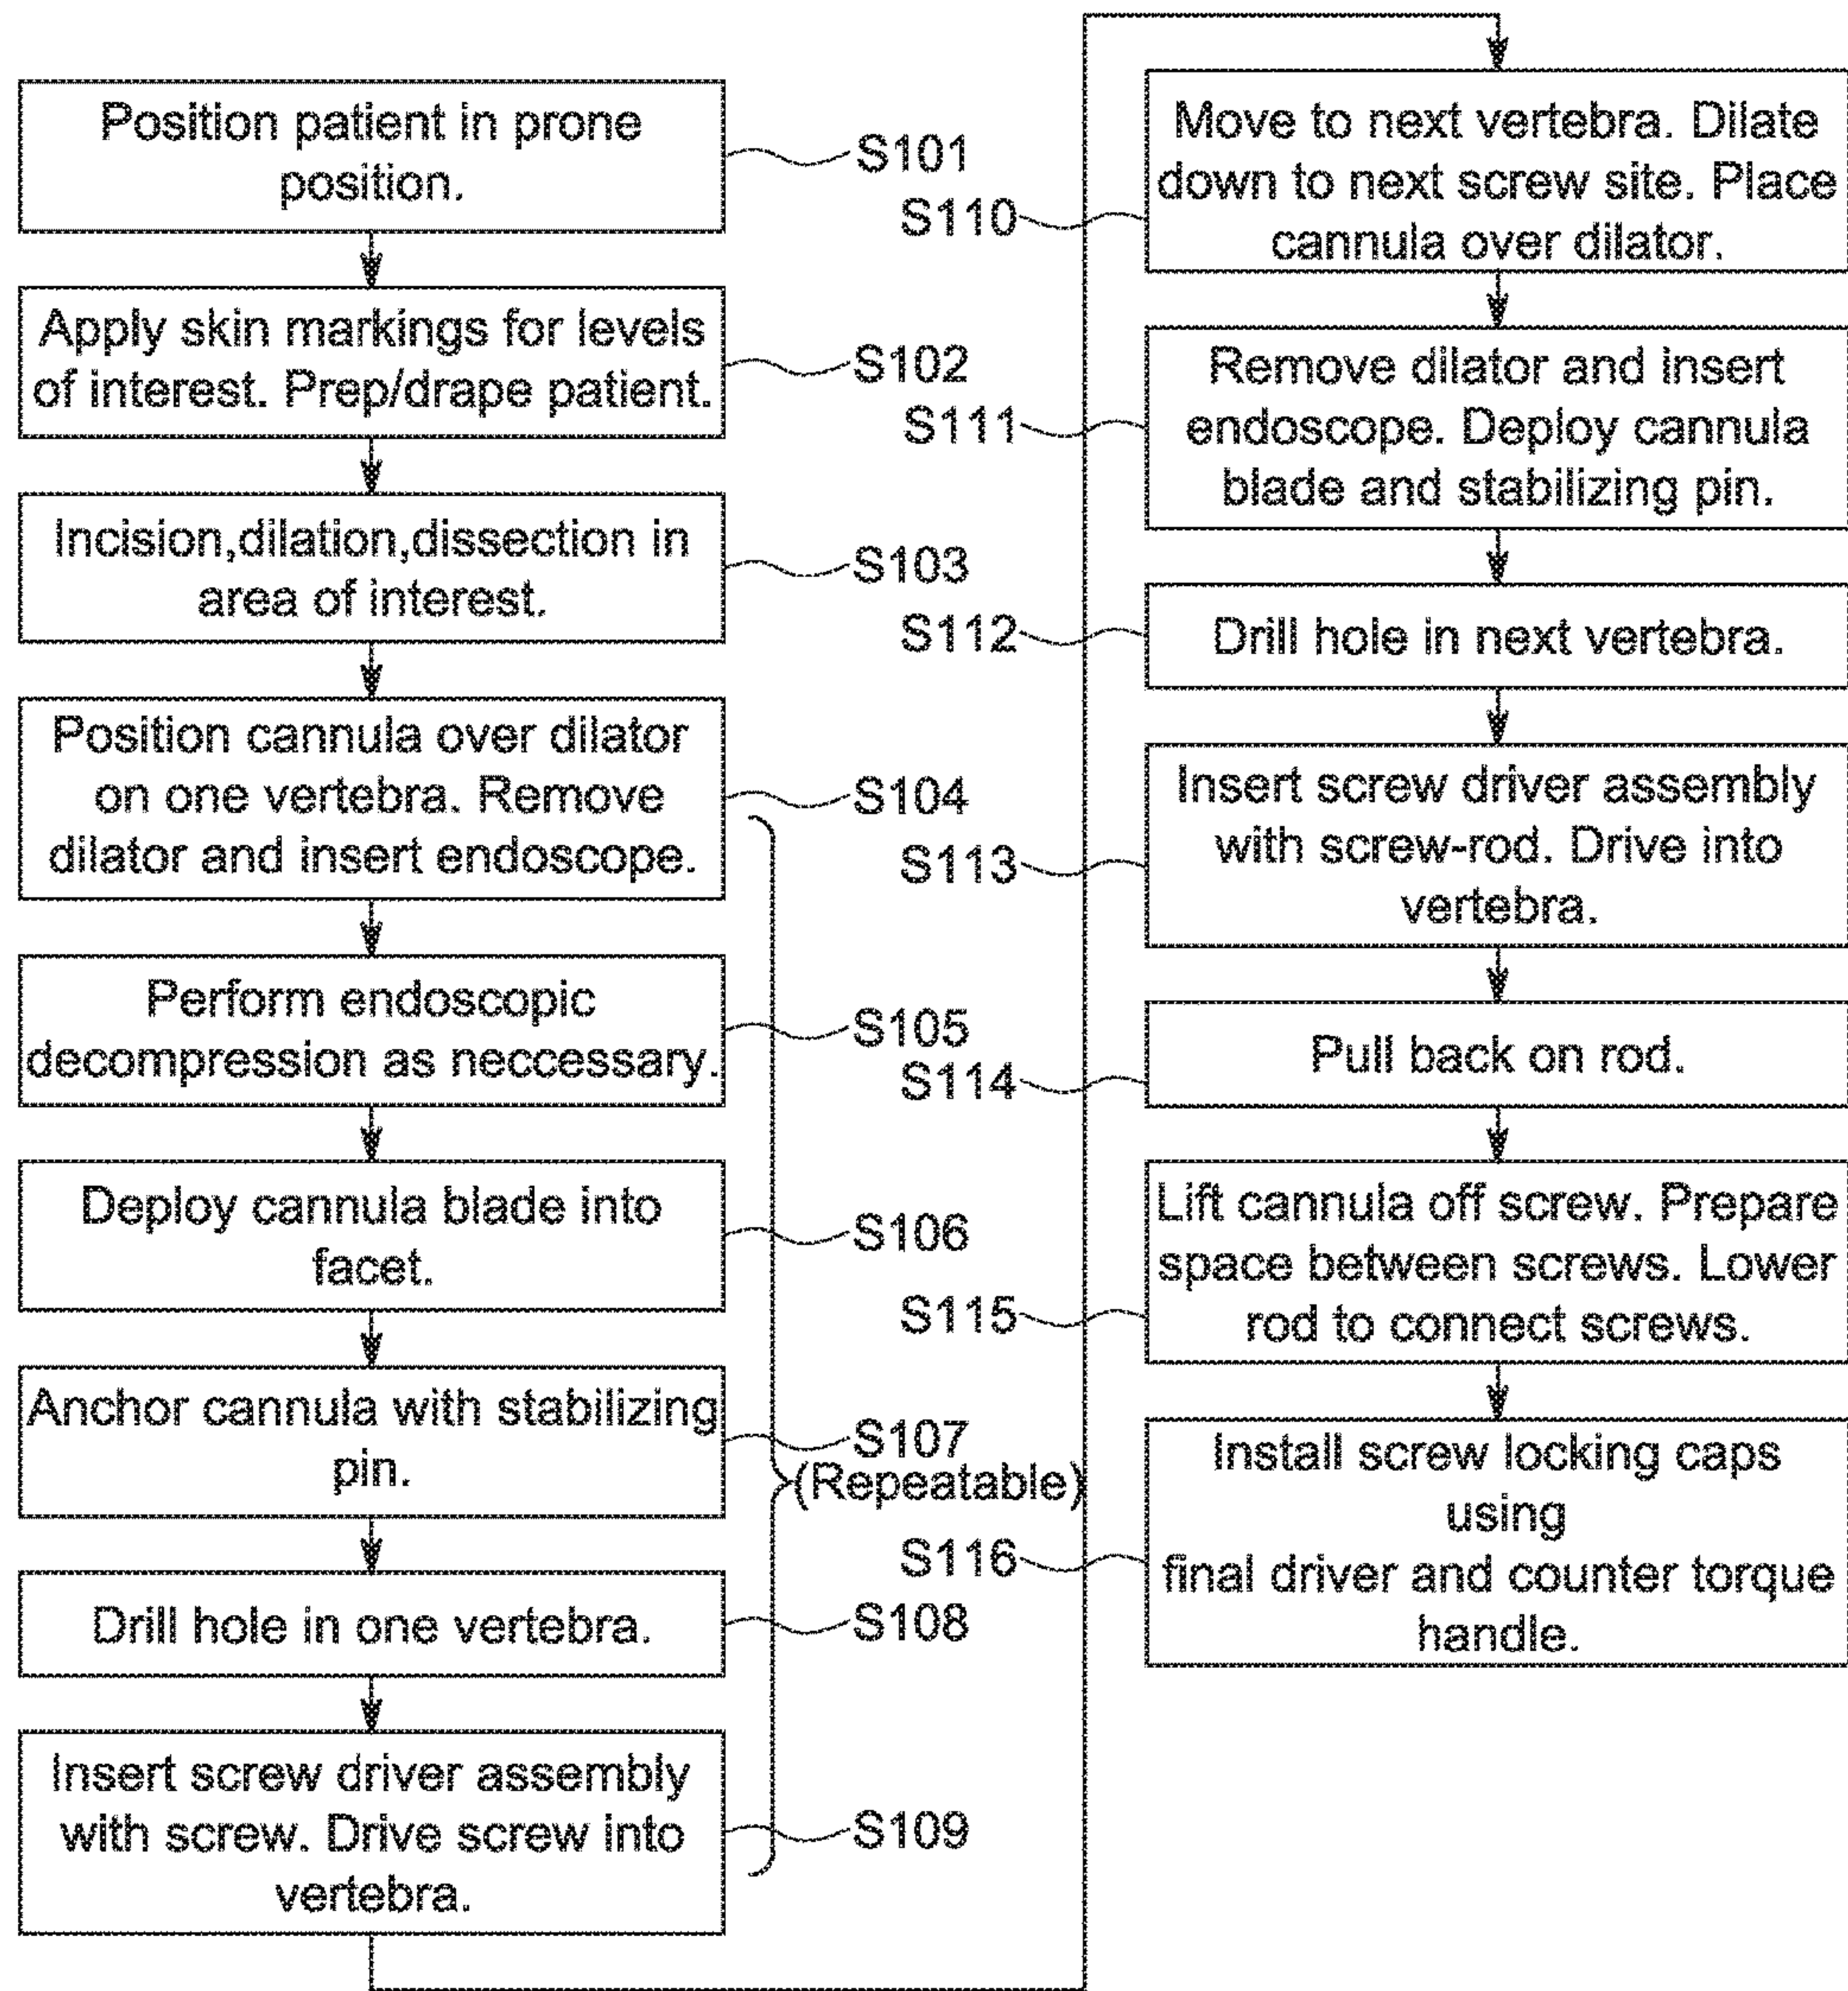 Position patient in prone
position.
S101
Apply skin markings for levels
of interest. Prep/drape patient.
S102
Incision,dilation,dissection in
area of interest.
S103
Position cannula over dilator
on one vertebra. Remove
dilator and insert endoscope.
S104
Perform endoscopic
decompression as neccessary.
S105
Deploy cannula blade into
facet.
S106
Anchor cannula with stabilizing
pin.
S107
(Repeatable)
Drill hole in one vertebra.
S108
Insert screw driver assembly
with screw. Drive screw into
vertebra.
S109
Move to next vertebra. Dilate
down to next screw site. Place
cannula over dilator.
S110
Remove dilator and insert
endoscope. Deploy cannula
blade and stabilizing pin.
S111
Drill hole in next vertebra.
S112
Insert screw driver assembly
with screw-rod. Drive into
vertebra.
S113
Pull back on rod.
S114
Lift cannula off screw. Prepare
space between screws. Lower
rod to connect screws.
S115
Install screw locking caps
using
final driver and counter torque
handle.
S116